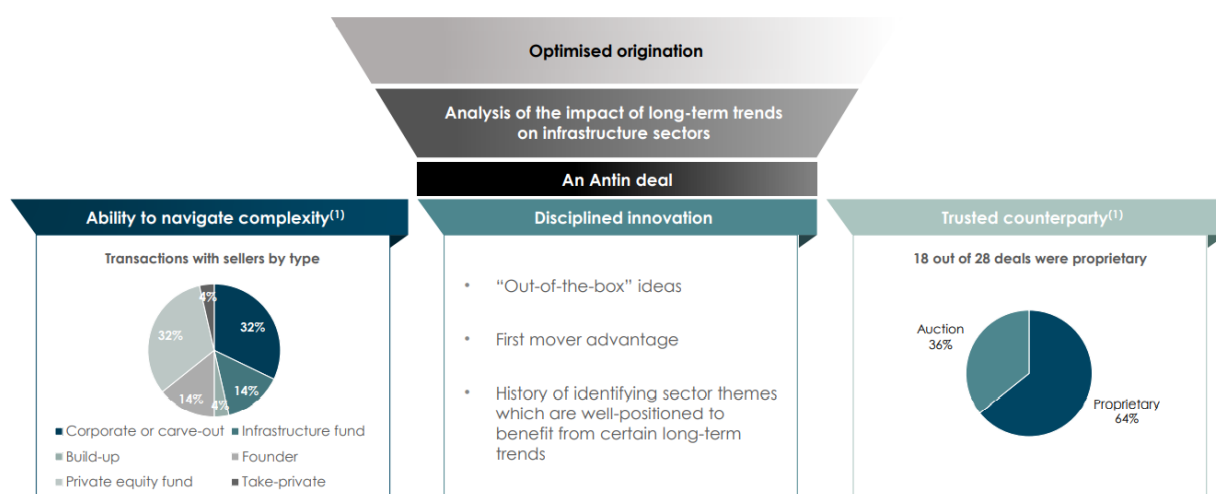 Optimised origination
Analysis of the impact of long-term trends
on infrastructure sectors
An Antin deal
Ability to navigate complexity(1)
Transactions with sellers by type
4%
32%
32%
14%
14%
4%
Corporate or carve-out
Infrastructure fund
Build-up
Founder
Private equity fund
Take-private
Disciplined innovation
• “Out-of-the-box” ideas
• First mover advantage
• History of identifying sector themes
which are well-positioned to
benefit from certain long-term
trends
Trusted counterparty(1)
18 out of 28 deals were proprietary
Auction
36%
Proprietary
64%